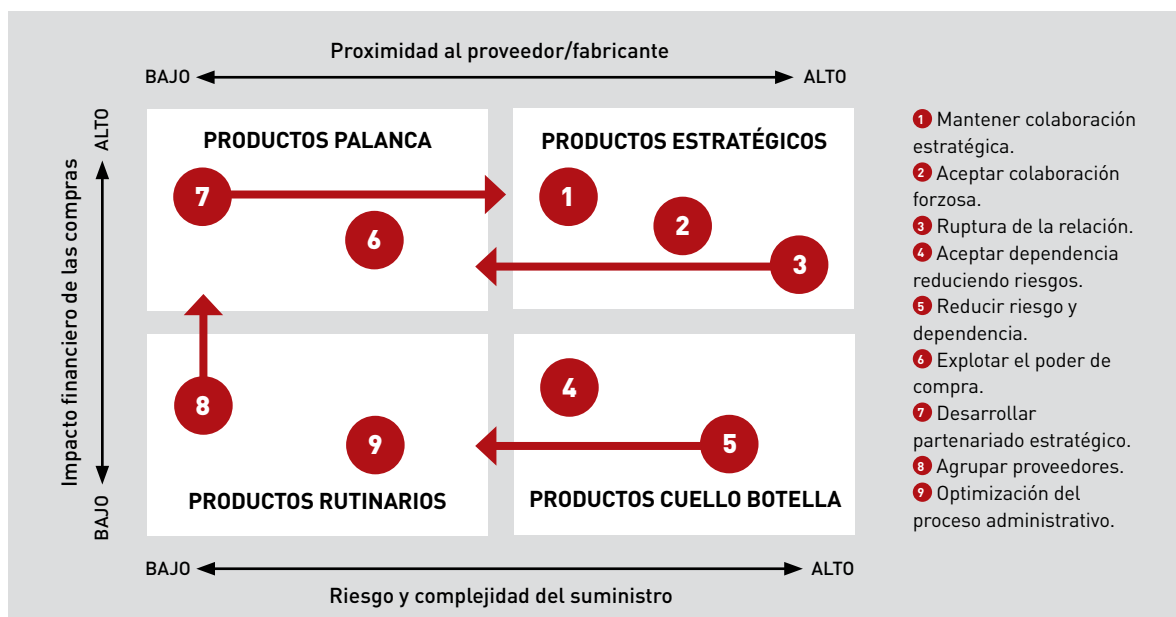 Proximidad al proveedor/fabricante
BAJO ALTO
Impacto financiero de las compras
ALTO
BAJO
PRODUCTOS PALANCA
7
6
PRODUCTOS ESTRATÉGICOS
1
2
3
8
9
PRODUCTOS RUTINARIOS
4
5
PRODUCTOS CUELLO BOTELLA
BAJO ALTO
Riesgo y complejidad del suministro
1 Mantener colaboración
estratégica.
2 Aceptar colaboración
forzosa.
3 Ruptura de la relación.
4 Aceptar dependencia
reduciendo riesgos.
5 Reducir riesgo y
dependencia.
6 Explotar el poder de
compra.
7 Desarrollar
partenariado estratégico.
8 Agrupar proveedores.
9 Optimización del
proceso administrativo.